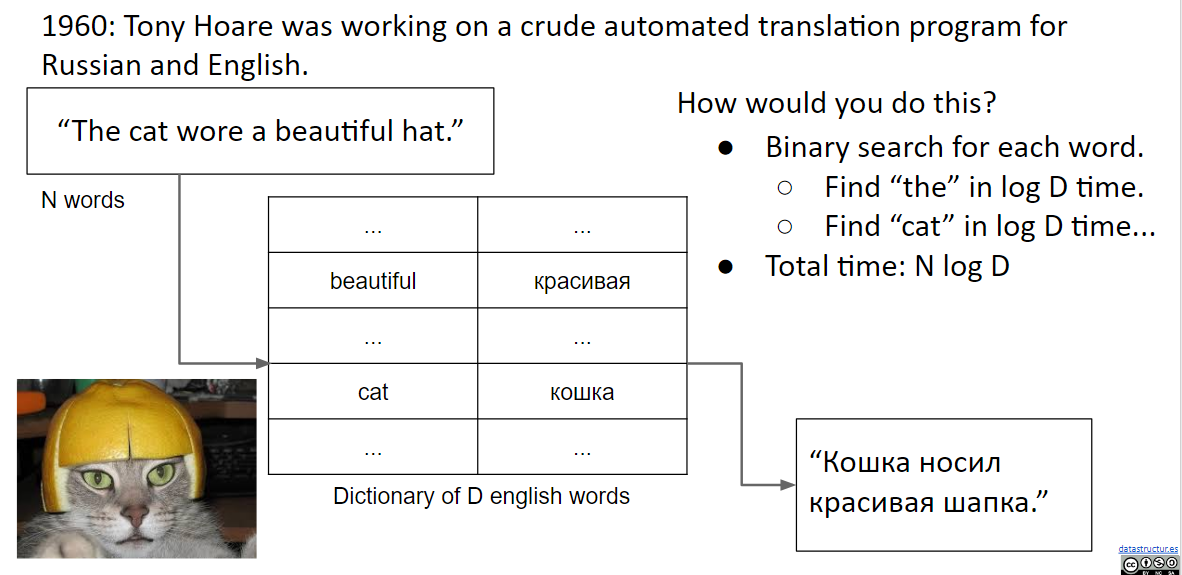 1960: Tony Hoare was working on a crude automated translation program for
Russian and English.
“The cat wore a beautiful hat.”
N words
How would you do this?
● Binary search for each word.
○ Find “the” in log D time.
○ Find “cat” in log D time...
● Total time: N log D
... ...
beautiful красивая
... ...
cat кошка
... ...
Dictionary of D english words
“Кошка носил
красивая шапка.”
datastructur.es
BY NC SA